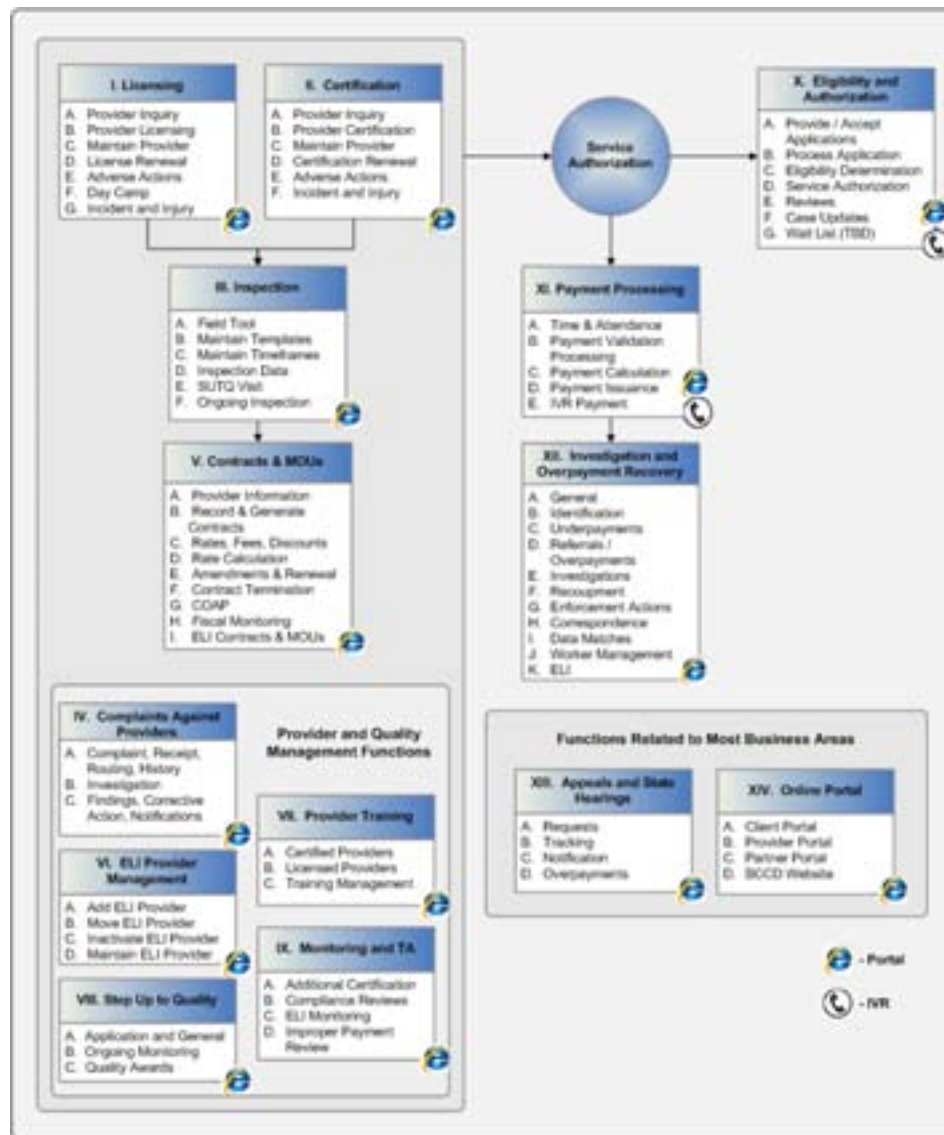 I. Licensing
A. Provider Inquiry
B. Provider Licensing
C. Maintain Provider
D. License Renewal
E. Adverse Actions
F. Day Camp
G. Incident and Injury
II. Certification
A. Provider Inquiry
B. Provider Certification
C. Maintain Provider
D. Certification Renewal
E. Adverse Actions
F. Incident and Injury
Service
Authorization
X. Eligibility and
Authorization
A. Provide / Accept
Applications
B. Process Application
C. Eligibility Determination
D. Service Authorization
E. Reviews
F. Case Updates
G. Wait List (TBD)
III. Inspection
A. Field Tool
B. Maintain Templates
C. Maintain Timeframes
D. Inspection Data
E. SUTQ Visit
F. Ongoing Inspection
XI. Payment Processing
A. Time & Attendance
B. Payment Validation
Processing
C. Payment Calculation
D. Payment Issuance
E. IVR Payment
V. Contracts & MOUs
A. Provider Information
B. Record & Generate
Contracts
C. Rates, Fees, Discounts
D. Rate Calculation
E. Amendments & Renewal
F. Contract Termination
G. COAP
H. Fiscal Monitoring
I. ELI Contracts & MOUs
XII. Investigation and
Overpayment Recovery
A. General
B. Identification
C. Underpayments
D. Referrals /
Overpayments
E. Investigations
F. Recoupment
G. Enforcement Actions
H. Correspondence
I. Data Matches
J. Worker Management
K. ELI
IV. Complaints Against
Providers
A. Complaint, Receipt,
Routing, History
B. Investigation
C. Findings, Corrective
Action, Notifications
Provider and Quality
Management Functions
VII. Provider Training
A. Certified Providers
B. Licensed Providers
C. Training Management
VI. ELI Provider
Management
A. Add ELI Provider
B. Move ELI Provider
C. Inactivate ELI Provider
D. Maintain ELI Provider
IX. Monitoring and TA
A. Additional Certification
B. Compliance Reviews
C. ELI Monitoring
D. Improper Payment
Review
VIII. Step Up to Quality
A. Application and General
B. Ongoing Monitoring
C. Quality Awards
Functions Related to Most Business Areas
XIII. Appeals and State
Hearings
A. Requests
B. Tracking
C. Notification
D. Overpayments
XIV. Online Portal
A. Client Portal
B. Provider Portal
C. Partner Portal
D. BCCD Website
- Portal
- IVR